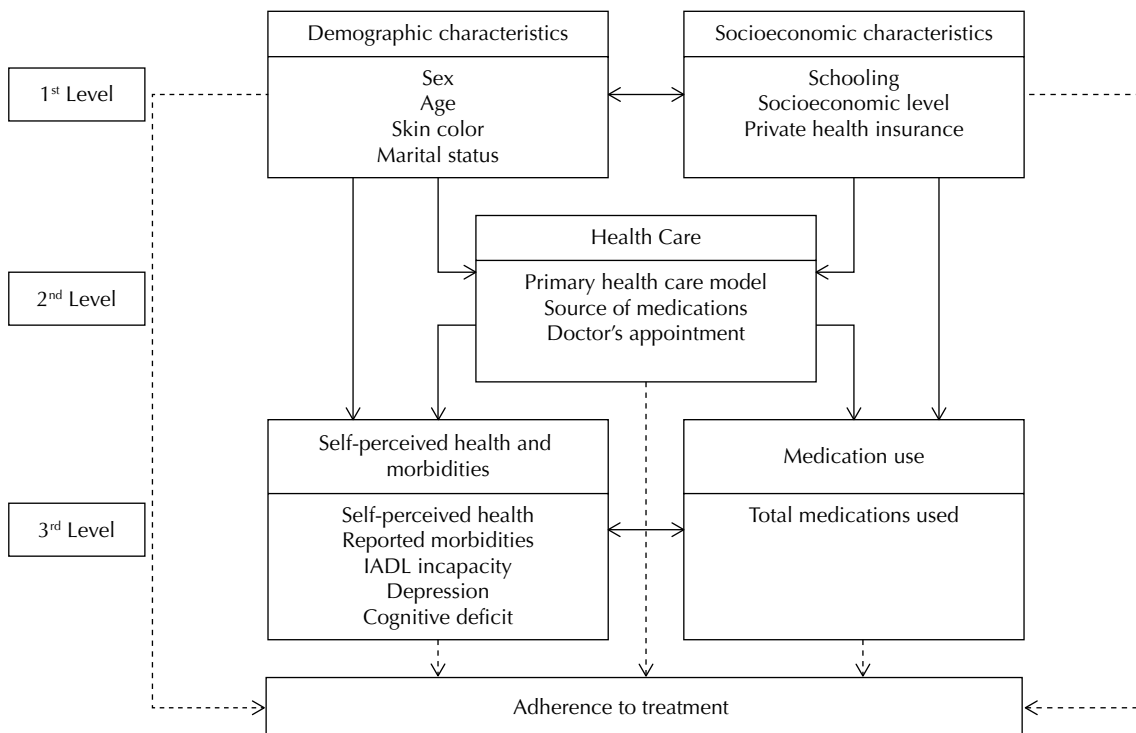 Demographic characteristics
Socioeconomic characteristics
1st Level
Sex
Age
Skin color
Marital status
Schooling
Socioeconomic level
Private health insurance
Health Care
2nd Level
Primary health care model
Source of medications
Doctor's appointment
Self-perceived health and
morbidities
Medication use
3rd Level
Self-perceived health
Reported morbidities
IADL incapacity
Depression
Cognitive deficit
Total medications used
Adherence to treatment